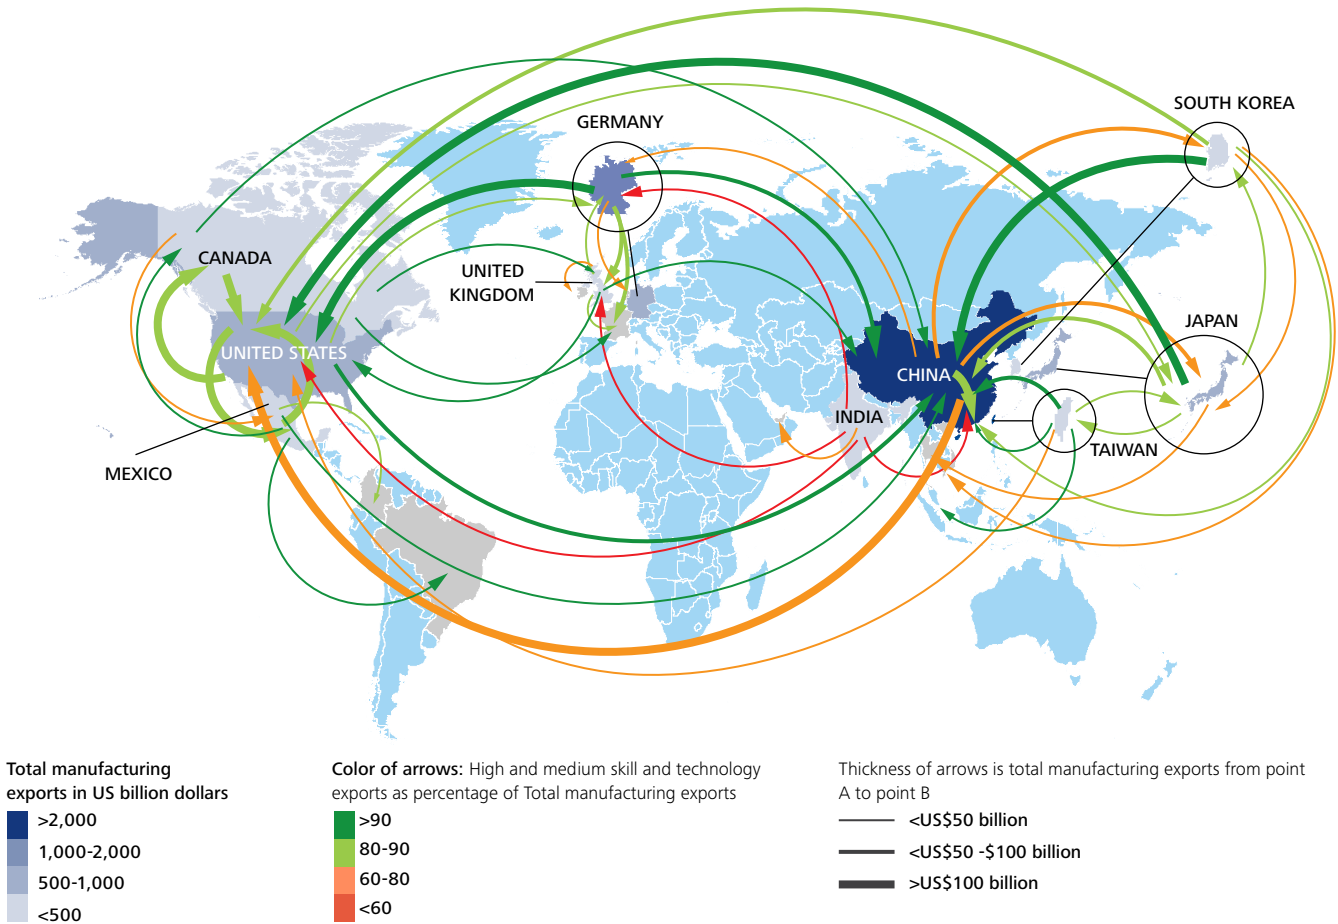 SOUTH KOREA
GERMANY
CANADA
UNITED
KINGDOM
JAPAN
UNITED STATES
CHINA
INDIA
TAIWAN
MEXICO
Total manufacturing
exports in US billion dollars
>2,000
1,000-2,000
500-1,000
<500
Color of arrows: High and medium skill and technology
exports as percentage of Total manufacturing exports
>90
80-90
60-80
<60
Thickness of arrows is total manufacturing exports from point
A to point B
<US$50 billion
<US$50 -$100 billion
>US$100 billion